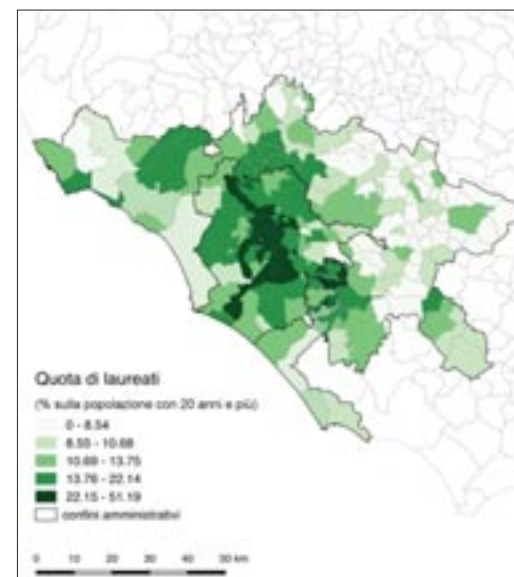 Quota di laureati
(% sulla popolazione con 20 anni e più)
0 - 8.54
8.55 - 10.68
10.69 - 13.75
13.76 - 22.14
22.15 - 51.19
confini amministrativi
0 10 20 30 40 50 km